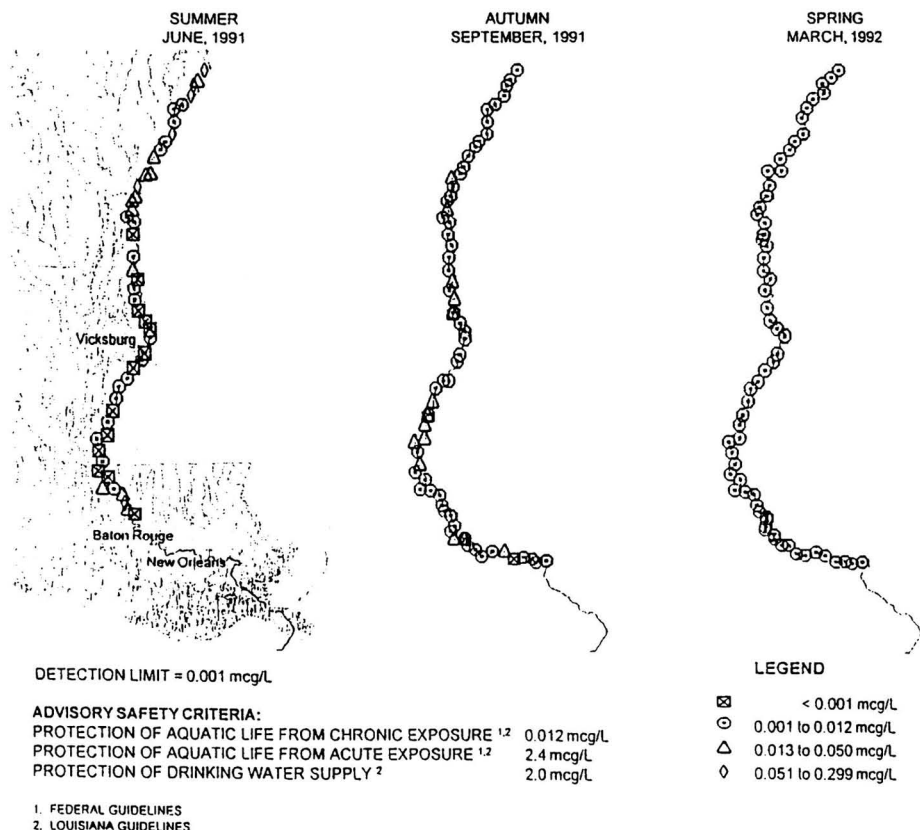 SUMMER
JUNE, 1991
AUTUMN
SEPTEMBER, 1991
SPRING
MARCH, 1992
Vicksburg
Baton Rouge
New Orleans
DETECTION LIMIT = 0.001 mcg/L
ADVISORY SAFETY CRITERIA:
PROTECTION OF AQUATIC LIFE FROM CHRONIC EXPOSURE 1,2 0.012 mcg/L
PROTECTION OF AQUATIC LIFE FROM ACUTE EXPOSURE 1,2 2.4 mcg/L
PROTECTION OF DRINKING WATER SUPPLY 2 2.0 mcg/L
1. FEDERAL GUIDELINES
2. LOUISIANA GUIDELINES
LEGEND
< 0.001 mcg/L
0.001 to 0.012 mcg/L
0.013 to 0.050 mcg/L
0.051 to 0.299 mcg/L